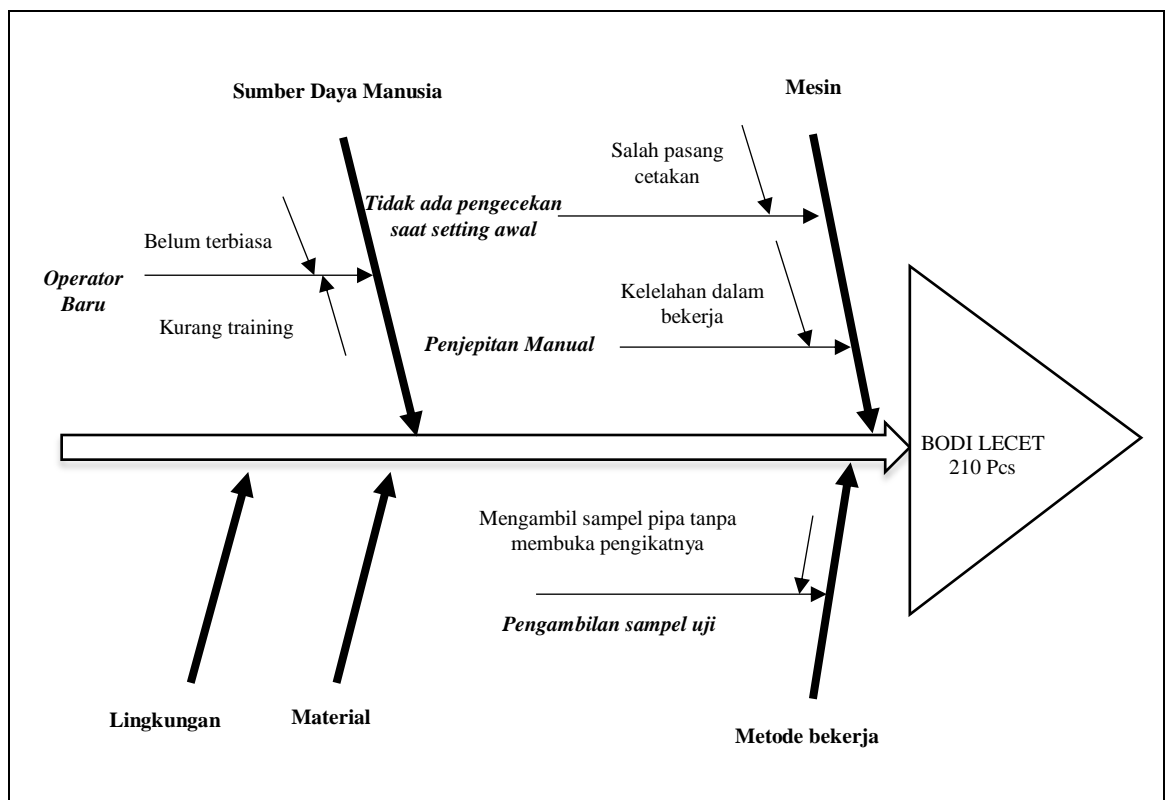 Sumber Daya Manusia
Mesin
Salah pasang
cetakan
Tidak ada pengecekan
saat setting awal
Belum terbiasa
Operator
Baru
Kurang training
Kelelahan dalam
bekerja
Penjepitan Manual
BODI LECET
210 Pcs
Mengambil sampel pipa tanpa
membuka pengikatnya
Pengambilan sampel uji
Lingkungan
Material
Metode bekerja